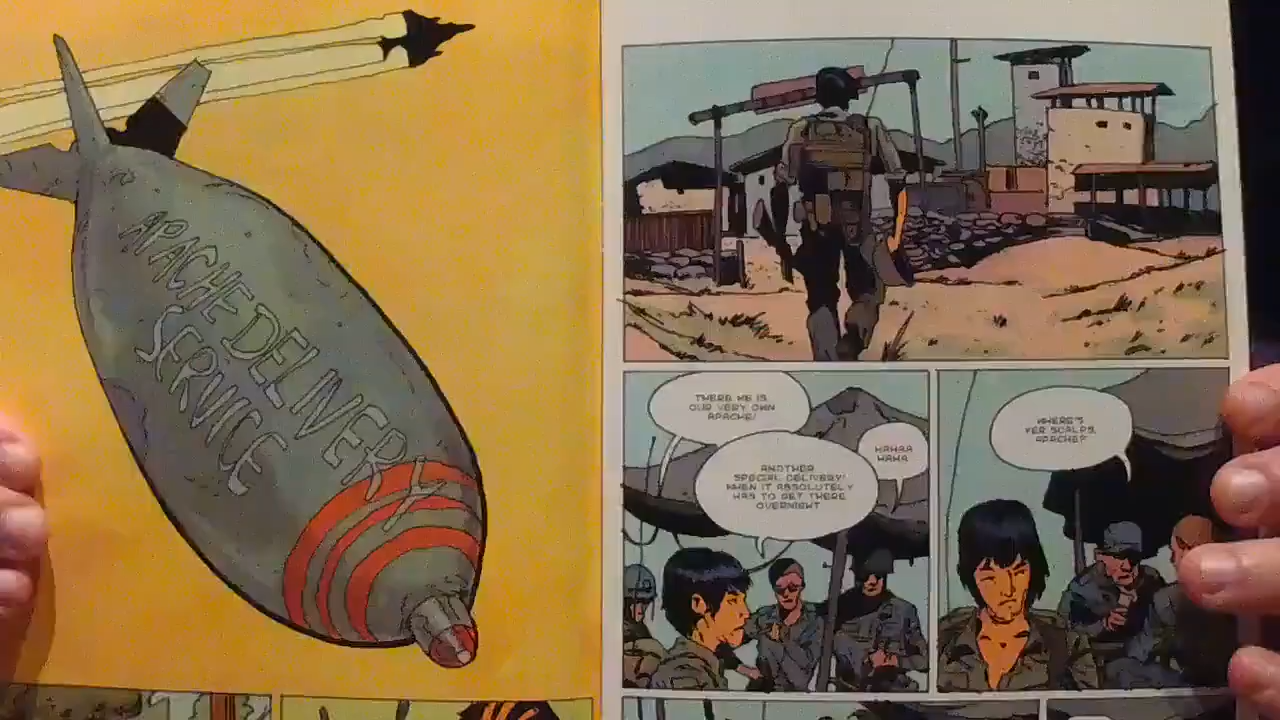 APACHE DELIVERY
SERVICE
THERE HE IS
OUR VERY OWN
APACHE!
ANOTHER
SPECIAL DELIVERY!
WHEN IT ABSOLUTELY
HAS TO GET THERE
OVERNIGHT
HAHAA
HAHA
WHERE'S
YER SCALPS,
APACHE?